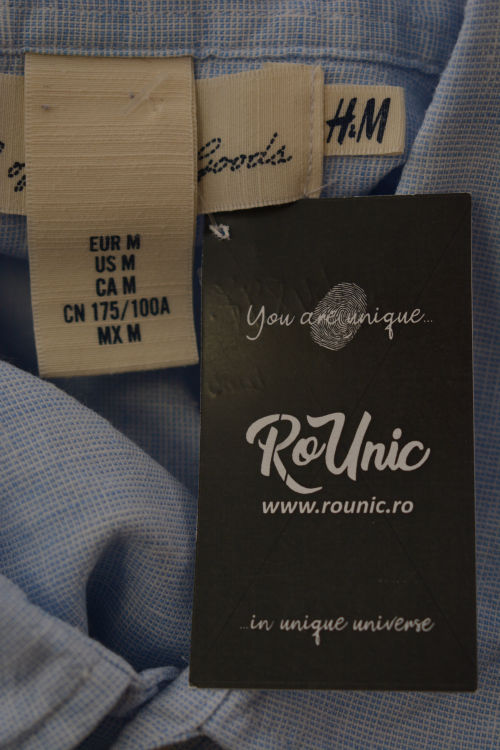 Goods
H&M
EUR M
US M
CA M
CN 175/100A
MX M
You are unique...
RoUnic
www.rounic.ro
...in unique universe